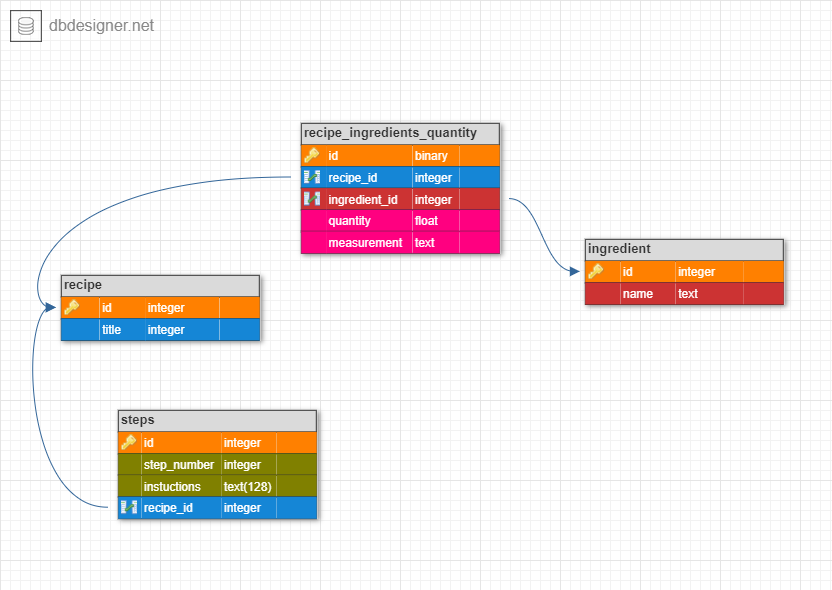 dbdesigner.net
recipe_ingredients_quantity
id binary
recipe_id integer
ingredient_id integer
quantity float
measurement text
ingredient
id integer
name text
recipe
id integer
title integer
steps
id integer
step_number integer
instuctions text(128)
recipe_id integer